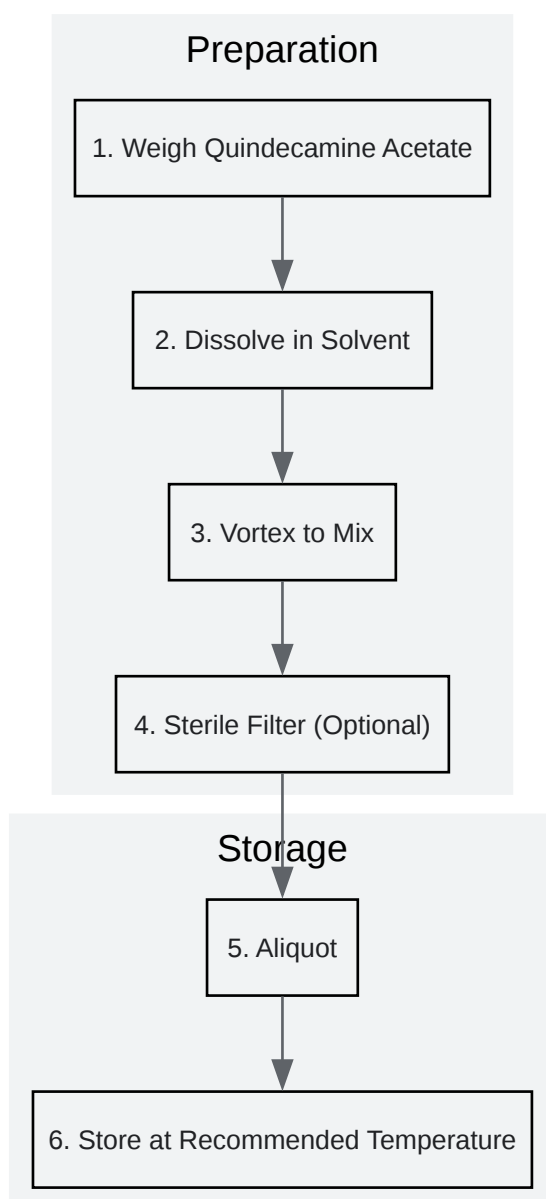 Preparation
1. Weigh Quindecamine Acetate
2. Dissolve in Solvent
3. Vortex to Mix
4. Sterile Filter (Optional)
Storage
5. Aliquot
6. Store at Recommended Temperature